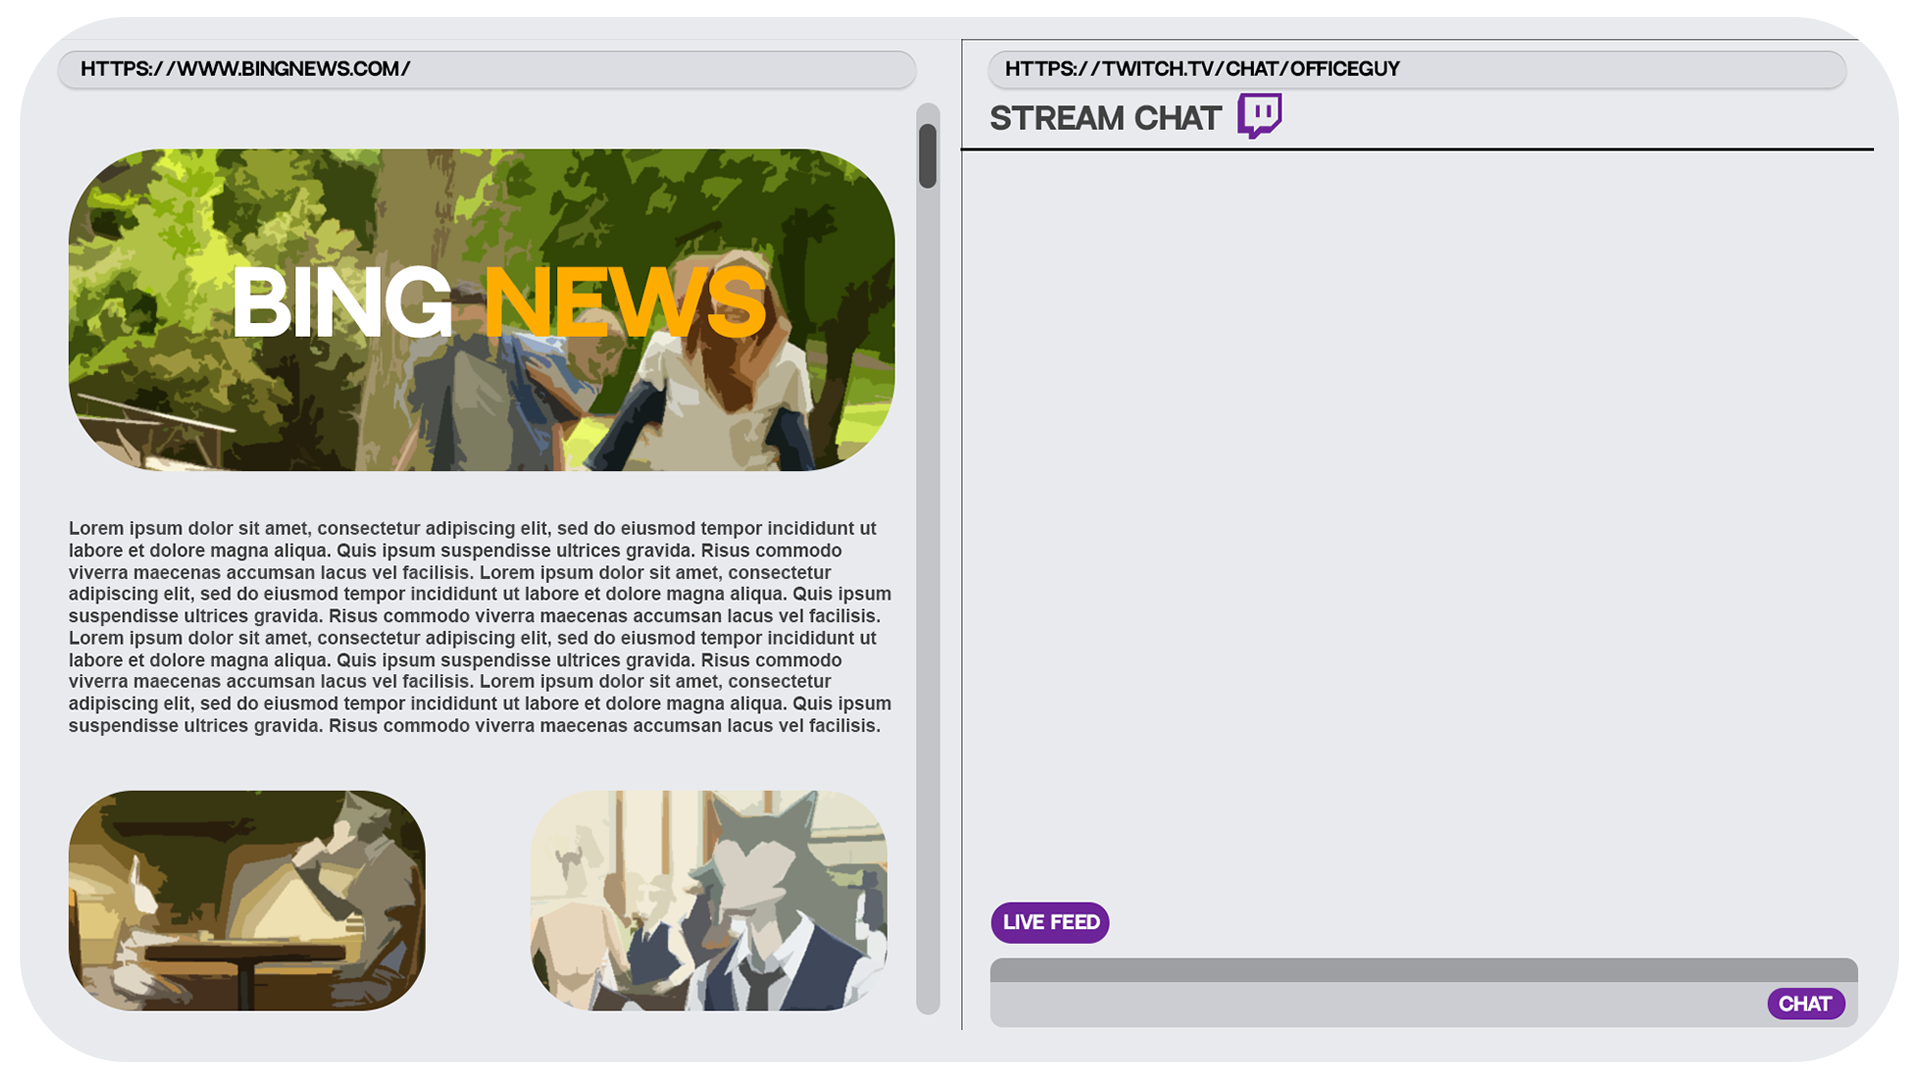 HTTPS://WWW.BINGNEWS.COM/
BING NEWS
Lorem ipsum dolor sit amet, consectetur adipiscing elit, sed do eiusmod tempor incididunt ut
labore et dolore magna aliqua. Quis ipsum suspendisse ultrices gravida. Risus commodo
viverra maecenas accumsan lacus vel facilisis. Lorem ipsum dolor sit amet, consectetur
adipiscing elit, sed do eiusmod tempor incididunt ut labore et dolore magna aliqua. Quis ipsum
suspendisse ultrices gravida. Risus commodo viverra maecenas accumsan lacus vel facilisis.
Lorem ipsum dolor sit amet, consectetur adipiscing elit, sed do eiusmod tempor incididunt ut
labore et dolore magna aliqua. Quis ipsum suspendisse ultrices gravida. Risus commodo
viverra maecenas accumsan lacus vel facilisis. Lorem ipsum dolor sit amet, consectetur
adipiscing elit, sed do eiusmod tempor incididunt ut labore et dolore magna aliqua. Quis ipsum
suspendisse ultrices gravida. Risus commodo viverra maecenas accumsan lacus vel facilisis.
HTTPS://TWITCH.TV/CHAT/OFFICEGUY
STREAM CHAT
LIVE FEED
CHAT